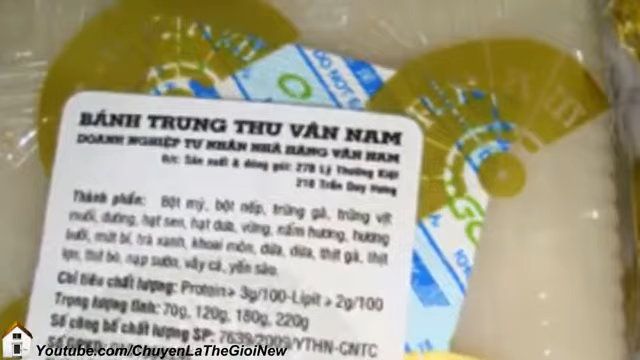 BÁNH TRUNG THU VÂN NAM
DOANH NGHIỆP TƯ NHÂN NHÀ HÀNG VÂN NAM
Đ/c: Sản xuất & đóng gói: 27B Lý Thường Kiệt
218 Trần Duy Hưng
Thành phần: Bột mỳ, bột nếp, trứng gà, trứng vịt
muối, đường, hạt sen, hạt dưa, vừng, nấm hương, hương
bưởi, mứt bí, trà xanh, khoai môn, dứa, dừa, thịt gà, thịt
lợn, thịt bò, nạp sườn, vây cá, yến sào.
Chỉ tiêu chất lượng: Protein > 3g/100-Lipit > 2g/100
Trọng lượng tịnh: 70g, 120g, 180g, 220g
Số công bố chất lượng SP: 7639/2009/YTHN-CNTC
DO NOT
Youtube.com/ChuyenLaTheGioiNew